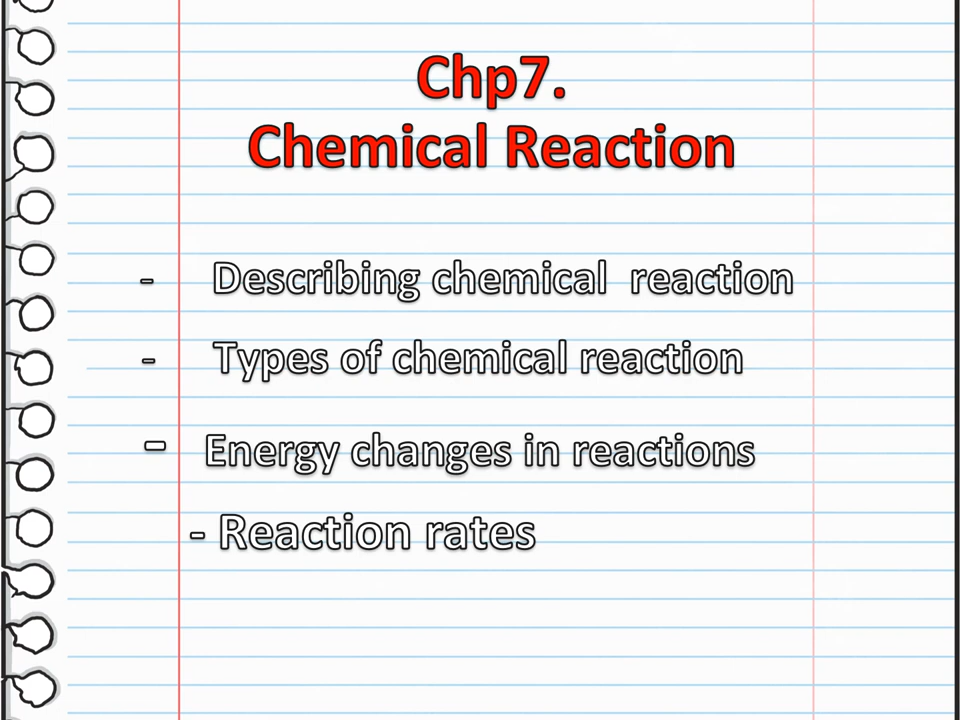 Chp7.
Chemical Reaction
- Describing chemical reaction
- Types of chemical reaction
- Energy changes in reactions
- Reaction rates